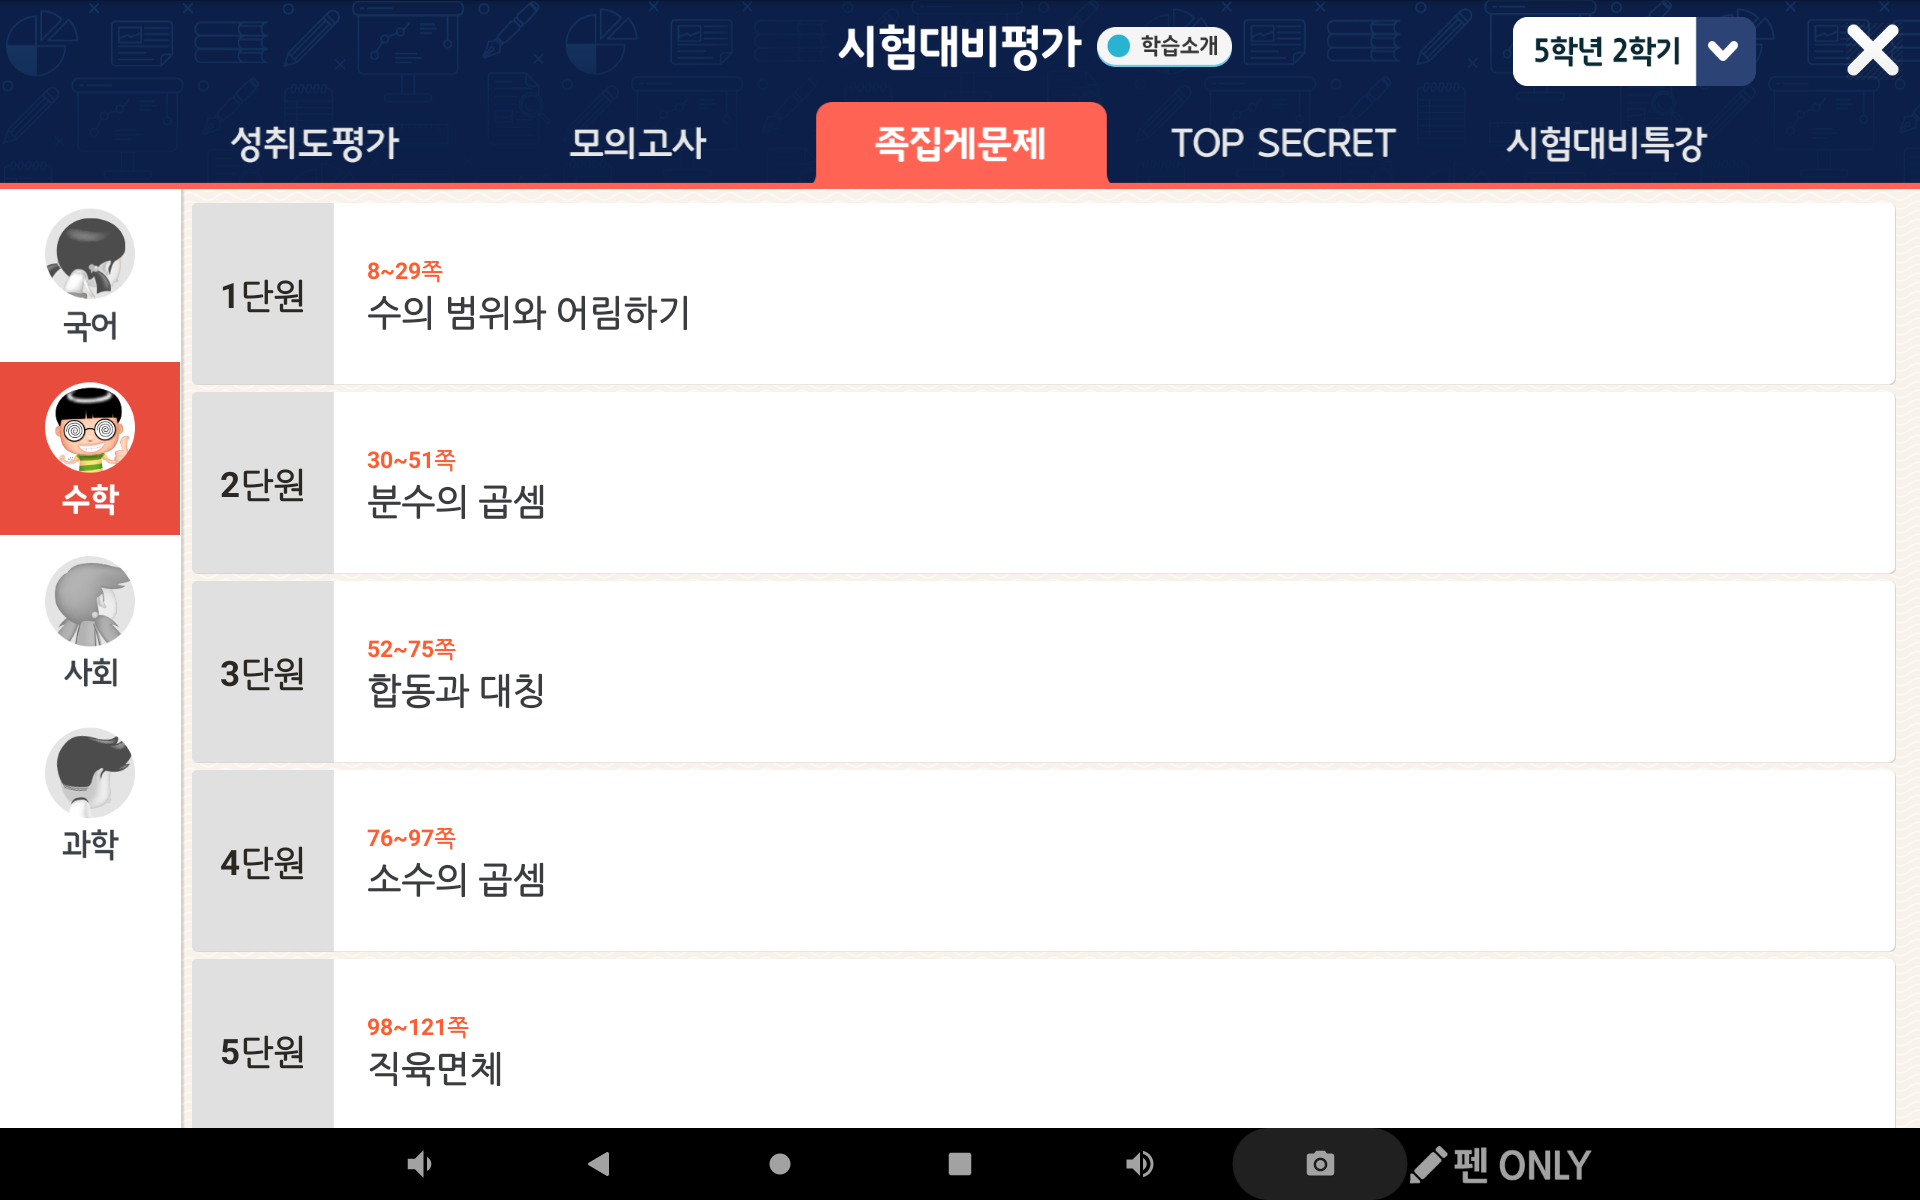 시험대비평가
학습소개
5학년 2학기
성취도평가
모의고사
족집게문제
TOP SECRET
시험대비특강
국어
수학
사회
과학
1단원
8~29쪽
수의 범위와 어림하기
2단원
30~51쪽
분수의 곱셈
3단원
52~75쪽
합동과 대칭
4단원
76~97쪽
소수의 곱셈
5단원
98~121쪽
직육면체
펜 ONLY